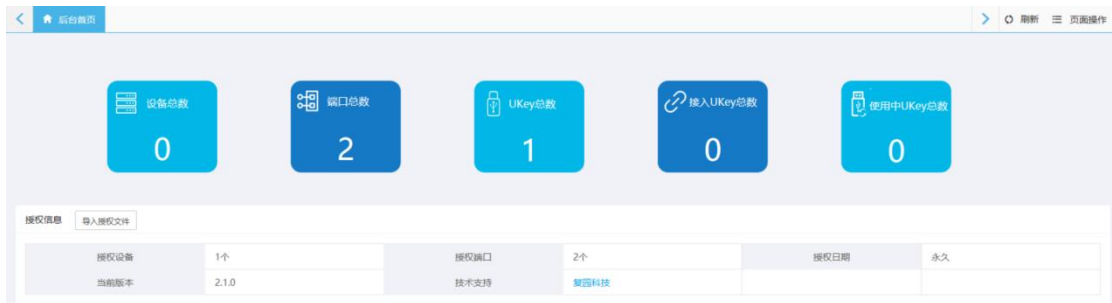 后台首页 刷新 页面操作
设备总数 端口总数 UKey总数 接入UKey总数 使用中UKey总数
0 2 1 0 0
授权信息 导入授权文件
授权设备 1个 授权端口 2个 授权日期 永久
当前版本 2.1.0 技术支持 复园科技